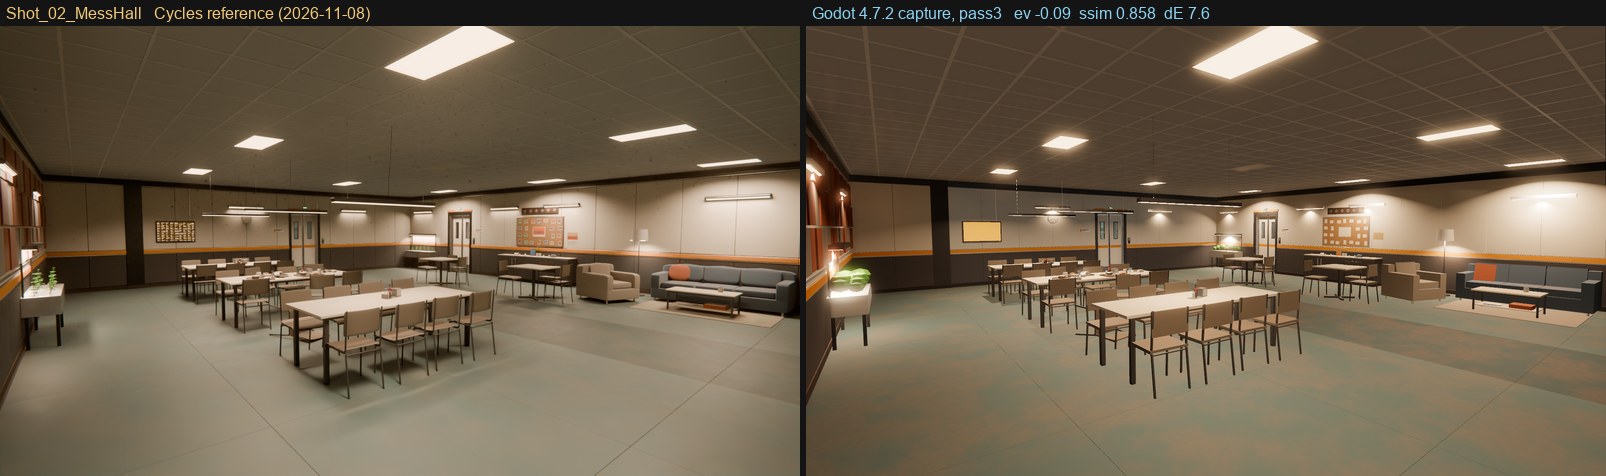 Shot_02_MessHall Cycles reference (2026-11-08)
Godot 4.7.2 capture, pass3 ev -0.09 ssim 0.858 dE 7.6